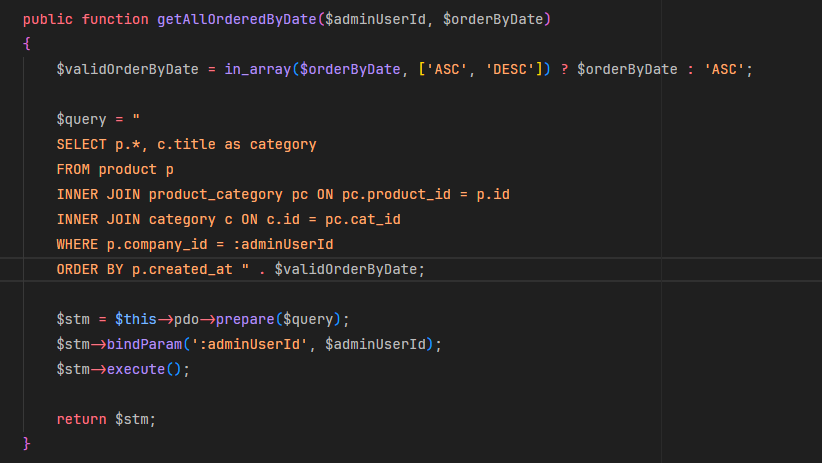 public function getAllOrderedByDate($adminUserId, $orderByDate)
{
    $validOrderByDate = in_array($orderByDate, ['ASC', 'DESC']) ? $orderByDate : 'ASC';

    $query = "
    SELECT p.*, c.title as category
    FROM product p
    INNER JOIN product_category pc ON pc.product_id = p.id
    INNER JOIN category c ON c.id = pc.cat_id
    WHERE p.company_id = :adminUserId
    ORDER BY p.created_at " . $validOrderByDate;

    $stm = $this->pdo->prepare($query);
    $stm->bindParam(':adminUserId', $adminUserId);
    $stm->execute();

    return $stm;
}